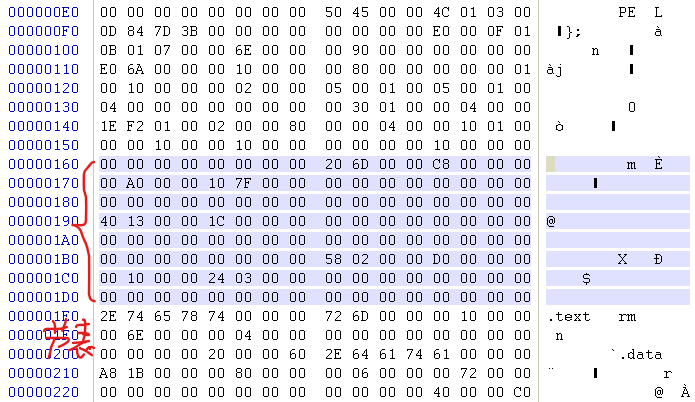 000000E0 00 00 00 00 00 00 00 00 50 45 00 00 4C 01 03 00 PE L
000000F0 0D 84 7D 3B 00 00 00 00 00 00 00 00 E0 00 0F 01 }; à
00000100 0B 01 07 00 00 6E 00 00 00 90 00 00 00 00 00 00 n
00000110 E0 6A 00 00 00 10 00 00 00 80 00 00 00 00 00 01 àj
00000120 00 10 00 00 00 02 00 00 05 00 01 00 05 00 01 00
00000130 04 00 00 00 00 00 00 00 00 30 01 00 00 04 00 00 0
00000140 1E F2 01 00 02 00 00 80 00 00 04 00 00 10 01 00 ò
00000150 00 00 10 00 00 10 00 00 00 00 00 00 10 00 00 00
00000160 00 00 00 00 00 00 00 00 20 6D 00 00 C8 00 00 00 m È
00000170 00 A0 00 00 10 7F 00 00 00 00 00 00 00 00 00 00
00000180 00 00 00 00 00 00 00 00 00 00 00 00 00 00 00 00
00000190 40 13 00 00 1C 00 00 00 00 00 00 00 00 00 00 00 @
000001A0 00 00 00 00 00 00 00 00 00 00 00 00 00 00 00 00
000001B0 00 00 00 00 00 00 00 00 58 02 00 00 D0 00 00 00 X Ð
000001C0 00 10 00 00 24 03 00 00 00 00 00 00 00 00 00 00 $
000001D0 00 00 00 00 00 00 00 00 00 00 00 00 00 00 00 00
000001E0 2E 74 65 78 74 00 00 00 72 6D 00 00 00 10 00 00 .text rm
000001F0 00 6E 00 00 00 04 00 00 00 00 00 00 00 00 00 00 n
节表
00000200 00 00 00 00 20 00 00 60 2E 64 61 74 61 00 00 00 `.data
00000210 A8 1B 00 00 00 80 00 00 00 06 00 00 00 72 00 00 ¨ r
00000220 00 00 00 00 00 00 00 00 00 00 00 00 40 00 00 C0 @ À